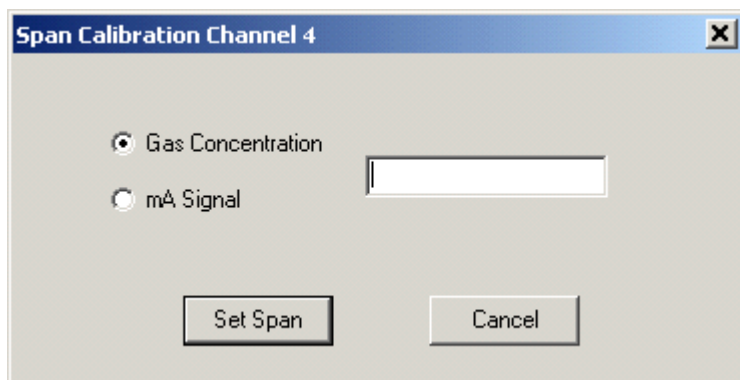 Span Calibration Channel 4
Gas Concentration
mA Signal
Set Span
Cancel